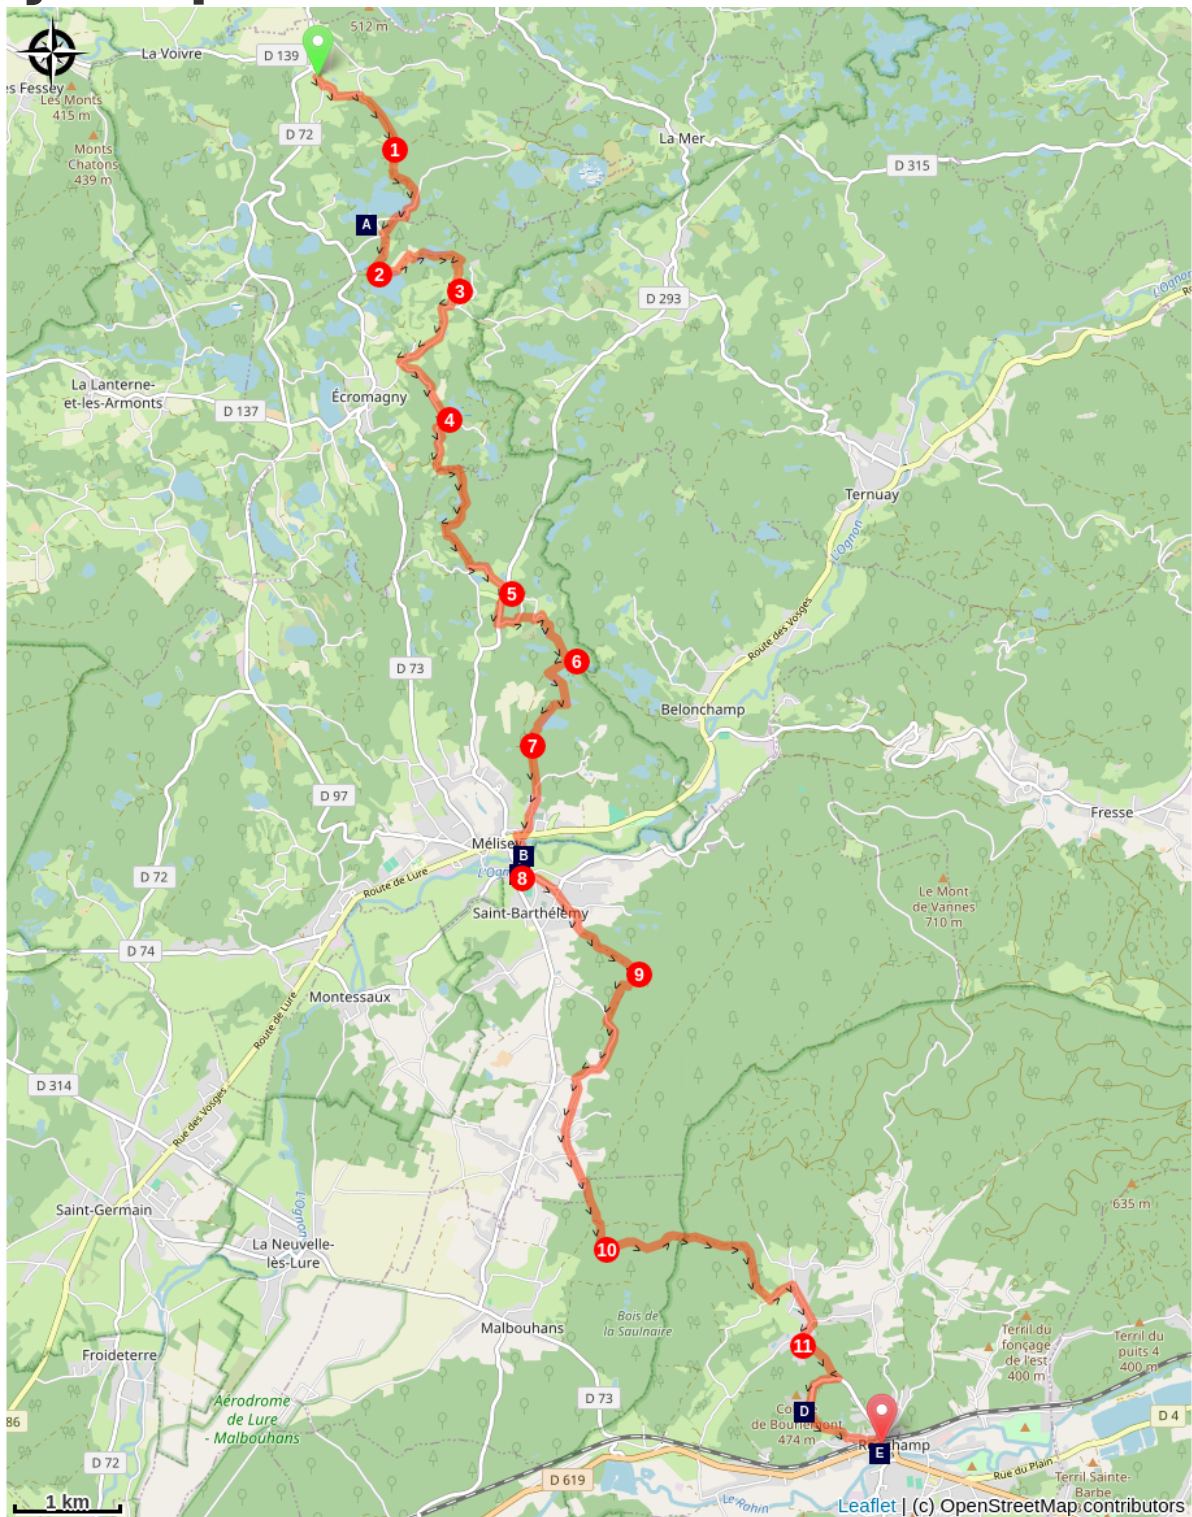 512 m
La Voivre
D 139
es Fessey
Les Monts
415 m
D 72
Monts
Chatons
439 m
1
La Mer
D 315
A
2
3
D 293
L'Ognon
La Lanterne-
et-les-Armonts
Écromagny
D 137
4
Ternuay
L'Ognon
5
Route des Vosges
6
D 73
Belonchamp
7
D 97
Fresse
Mélisey
B
D 72
Route de Lure
8
Le Mont
de Vannes
710 m
Saint-Barthélemy
D 74
9
Montessaux
Route de Lure
D 314
Rue des Vosges
Saint-Germain
L'Ognon
635 m
La Neuvelle-
lès-Lure
10
Bois de
la Saulnaire
Malbouhans
Terril du
fonçage
de l'est
400 m
Terril du
puits 4
400 m
11
Froideterre
Aérodrome
de Lure
- Malbouhans
D 73
D
474 m
86
D 4
E
D 72
D 619
Rue du Plain
Terril Sainte-
Barbe
Le Rahin
1 km
Leaflet | (c) OpenStreetMap contributors